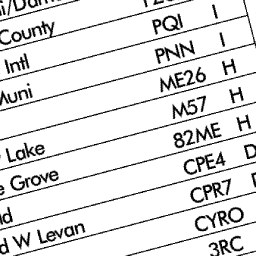 County
Intl PQI I
Muni PNN I
ME26 H
Lake M57 H
Grove 82ME H
CPE4 D
W Levan CPR7
CYRO
3RC